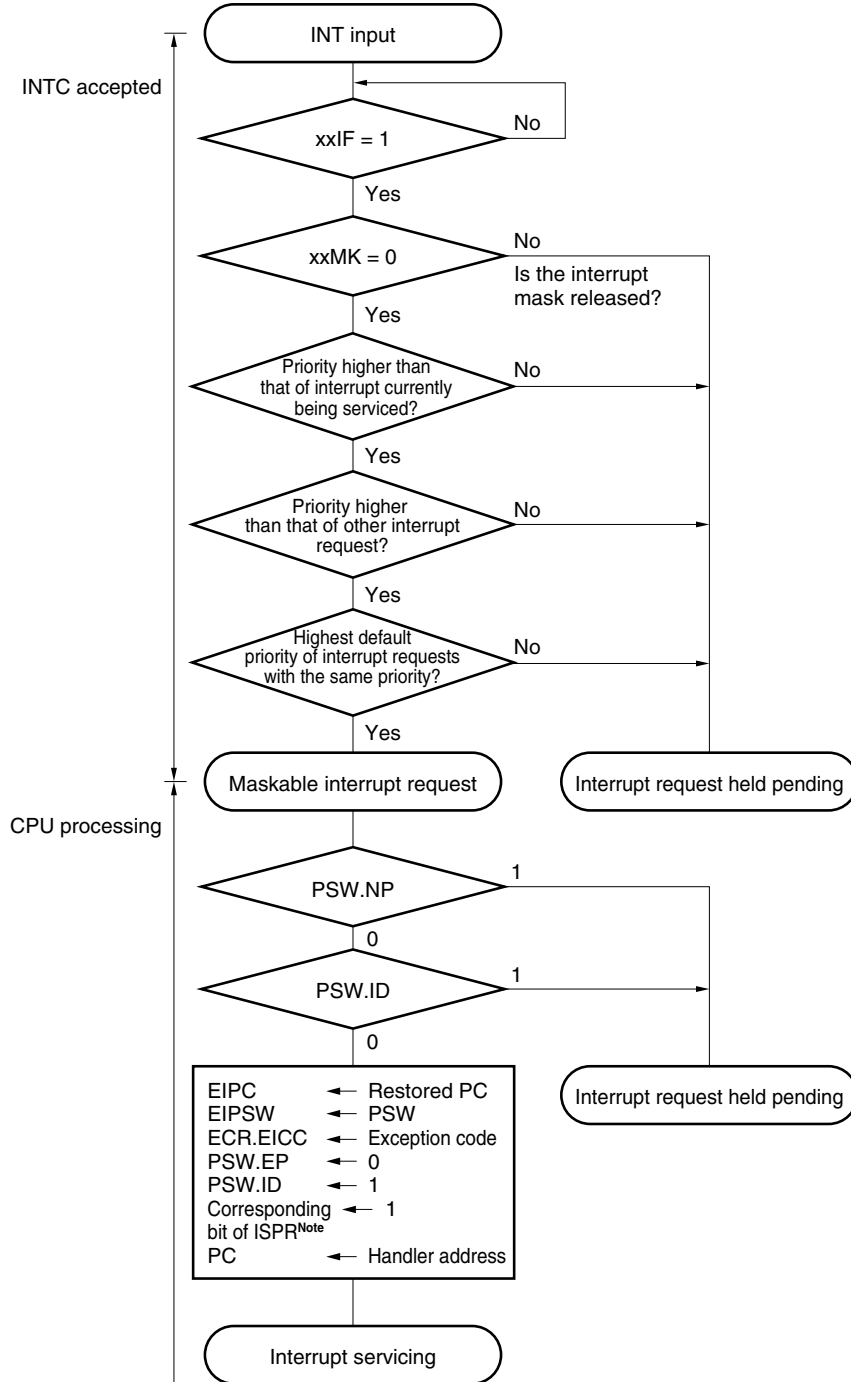 INT input
INTC accepted
xxIF = 1
No
Yes
xxMK = 0
No
Is the interrupt
mask released?
Yes
Priority higher than
that of interrupt currently
being serviced?
No
Yes
Priority higher
than that of other interrupt
request?
No
Yes
Highest default
priority of interrupt requests
with the same priority?
No
Yes
Maskable interrupt request
Interrupt request held pending
CPU processing
PSW.NP
1
0
PSW.ID
1
0
Interrupt request held pending
EIPC ← Restored PC
EIPSW ← PSW
ECR.EICC ← Exception code
PSW.EP ← 0
PSW.ID ← 1
Corresponding ← 1
bit of ISPRNote
PC ← Handler address
Interrupt servicing